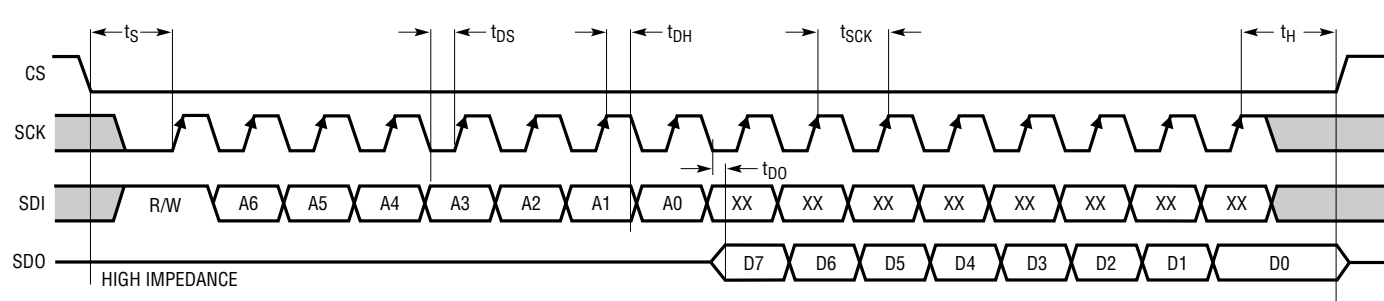 tS tDS tDH tSCK tH
CS
SCK
tDO
SDI R/W A6 A5 A4 A3 A2 A1 A0 XX XX XX XX XX XX XX XX
SDO D7 D6 D5 D4 D3 D2 D1 D0
HIGH IMPEDANCE